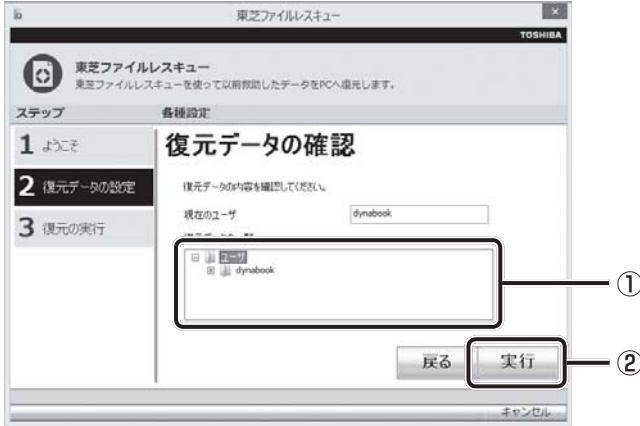 東芝ファイルレスキュー
TOSHIBA
東芝ファイルレスキュー
東芝ファイルレスキューを使って以前救助したデータをPCへ復元します。
ステップ
各種設定
1 ようこそ
2 復元データの設定
3 復元の実行
復元データの確認
復元データの内容を確認してください。
現在のユーザ
dynabook
ユーザ
dynabook
①
戻る
実行
②
キャンセル